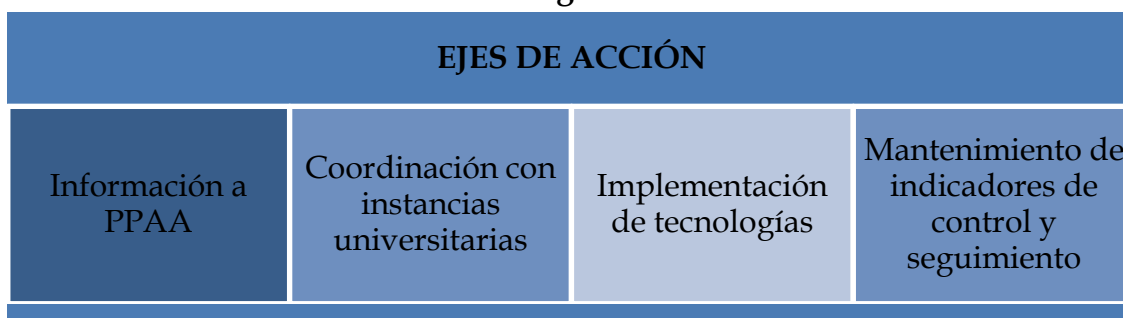 EJES DE ACCIÓN
Información a
PPAA
Coordinación con
instancias
universitarias
Implementación
de tecnologías
Mantenimiento de
indicadores de
control y
seguimiento